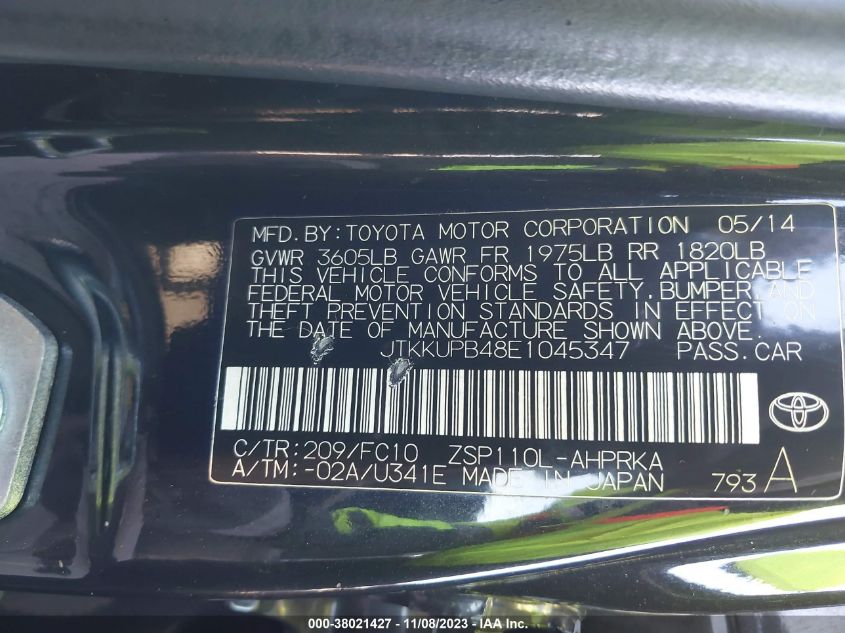 MFD.BY:TOYOTA MOTOR CORPORATION 05/14
GVWR 3605LB GAWR FR 1975LB RR 1820LB
THIS VEHICLE CONFORMS TO ALL APPLICABLE
FEDERAL MOTOR VEHICLE SAFETY,BUMPER,AND
THEFT PREVENTION STANDARDS IN EFFECT ON
THE DATE OF MANUFACTURE SHOWN ABOVE.
JTKKUPB48E1045347 PASS.CAR
C/TR:209/FC10 ZSP110L-AHPRKA
A/TM:-02A/U341E MADE IN JAPAN 793 A
000-38021427 - 11/08/2023 - IAA Inc.